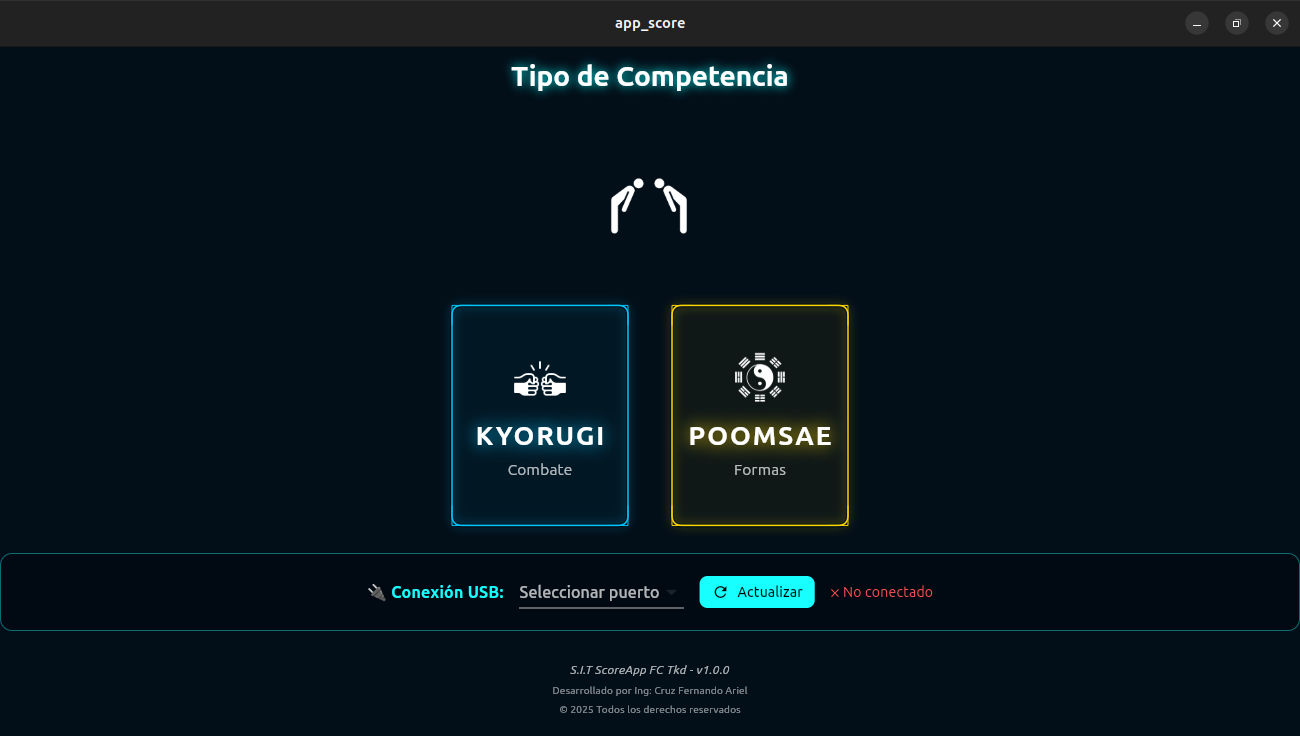 app_score
Tipo de Competencia
KYORUGI
Combate
POOMSAE
Formas
Conexión USB: Seleccionar puerto Actualizar × No conectado
S.I.T ScoreApp FC Tkd - v1.0.0
Desarrollado por Ing: Cruz Fernando Ariel
© 2025 Todos los derechos reservados